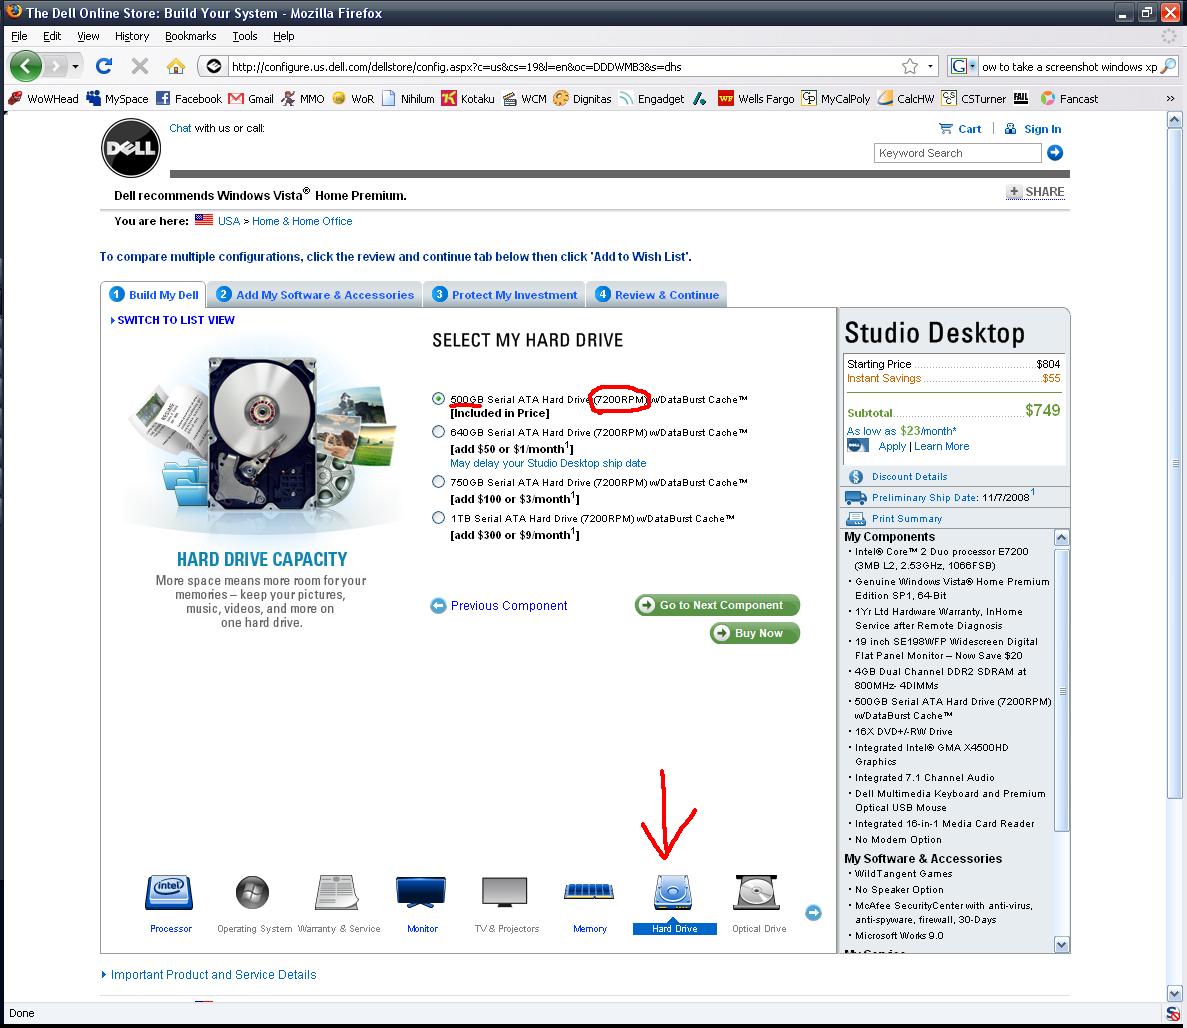 The Dell Online Store: Build Your System - Mozilla Firefox
File Edit View History Bookmarks Tools Help
http://configure.us.dell.com/dellstore/config.aspx?c=us&cs=19&l=en&oc=DDDWMB3&s=dhs
G
ow to take a screenshot windows xp
WoWHead MySpace Facebook Gmail MMO WoR Nihilum Kotaku WCM Dignitas Engadget Wells Fargo MyCalPoly CalcHW CSTurner FAIL Fancast »
DELL
Chat with us or call:
Cart | Sign In
Keyword Search
Dell recommends Windows Vista® Home Premium.
+ SHARE
You are here: USA > Home & Home Office
To compare multiple configurations, click the review and continue tab below then click 'Add to Wish List'.
1 Build My Dell 2 Add My Software & Accessories 3 Protect My Investment 4 Review & Continue
SWITCH TO LIST VIEW
HARD DRIVE CAPACITY
More space means more room for your
memories – keep your pictures,
music, videos, and more on
one hard drive.
SELECT MY HARD DRIVE
500GB Serial ATA Hard Drive (7200RPM) w/DataBurst Cache™
[Included in Price]
640GB Serial ATA Hard Drive (7200RPM) w/DataBurst Cache™
[add $50 or $1/month1]
May delay your Studio Desktop ship date
750GB Serial ATA Hard Drive (7200RPM) w/DataBurst Cache™
[add $100 or $3/month1]
1TB Serial ATA Hard Drive (7200RPM) w/DataBurst Cache™
[add $300 or $9/month1]
Previous Component
Go to Next Component
Buy Now
intel
Processor Operating System Warranty & Service Monitor TV & Projectors Memory Hard Drive Optical Drive
Studio Desktop
Starting Price $804
Instant Savings $55
Subtotal $749
As low as $23/month*
DELL Apply | Learn More
Discount Details
Preliminary Ship Date: 11/7/2008 1
Print Summary
My Components
• Intel® Core™ 2 Duo processor E7200
(3MB L2, 2.53GHz, 1066FSB)
• Genuine Windows Vista® Home Premium
Edition SP1, 64-Bit
• 1Yr Ltd Hardware Warranty, InHome
Service after Remote Diagnosis
• 19 inch SE198WFP Widescreen Digital
Flat Panel Monitor – Now Save $20
• 4GB Dual Channel DDR2 SDRAM at
800MHz- 4DIMMs
• 500GB Serial ATA Hard Drive (7200RPM)
w/DataBurst Cache™
• 16X DVD+/-RW Drive
• Integrated Intel® GMA X4500HD
Graphics
• Integrated 7.1 Channel Audio
• Dell Multimedia Keyboard and Premium
Optical USB Mouse
• Integrated 16-in-1 Media Card Reader
• No Modem Option
My Software & Accessories
• WildTangent Games
• No Speaker Option
• McAfee SecurityCenter with anti-virus,
anti-spyware, firewall, 30-Days
• Microsoft Works 9.0
My Service
Important Product and Service Details
Done